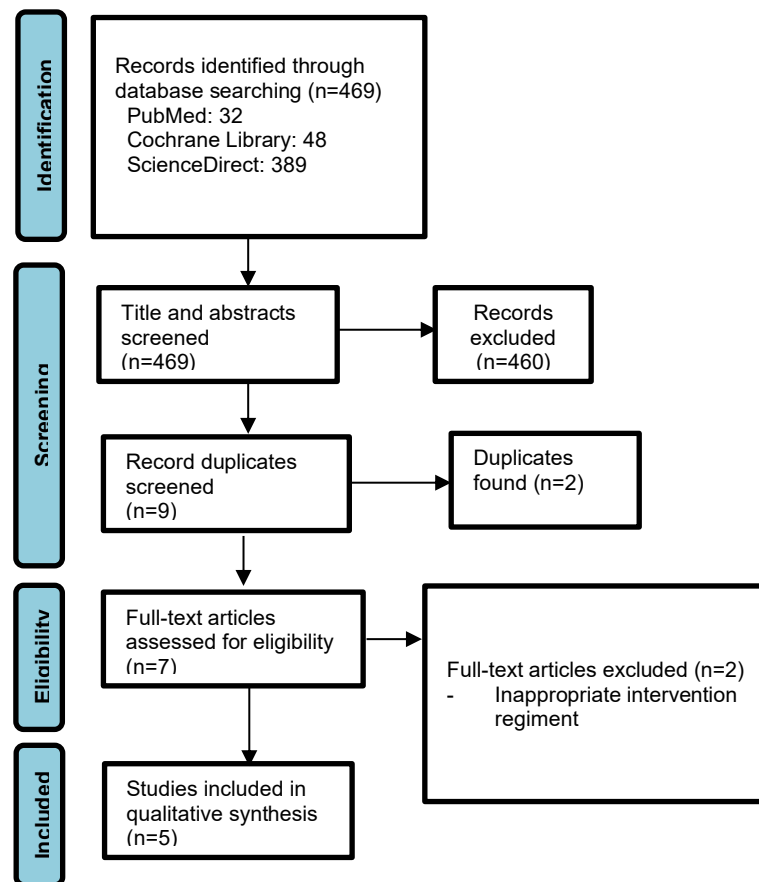 Identification
Records identified through
database searching (n=469)
PubMed: 32
Cochrane Library: 48
ScienceDirect: 389
Screening
Title and abstracts
screened
(n=469)
Records
excluded
(n=460)
Record duplicates
screened
(n=9)
Duplicates
found (n=2)
Eligibility
Full-text articles
assessed for eligibility
(n=7)
Full-text articles excluded (n=2)
- Inappropriate intervention
regiment
Included
Studies included in
qualitative synthesis
(n=5)